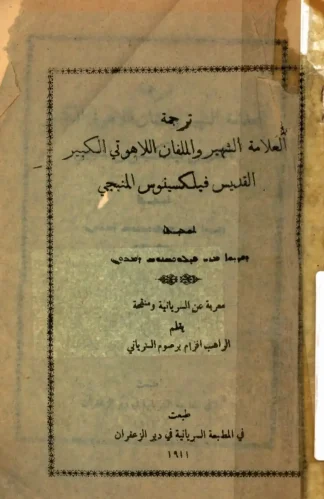 ترجمة
العلامة الشهير والملفان اللاهوتي الكبير
القديس فيلكسينوس المنبجي
معربة عن السريانية ومنقحة
بقلم
الراهب افرام برصوم السرياني
طبعت
في المطبعة السريانية في دير الزعفران
١٩١١